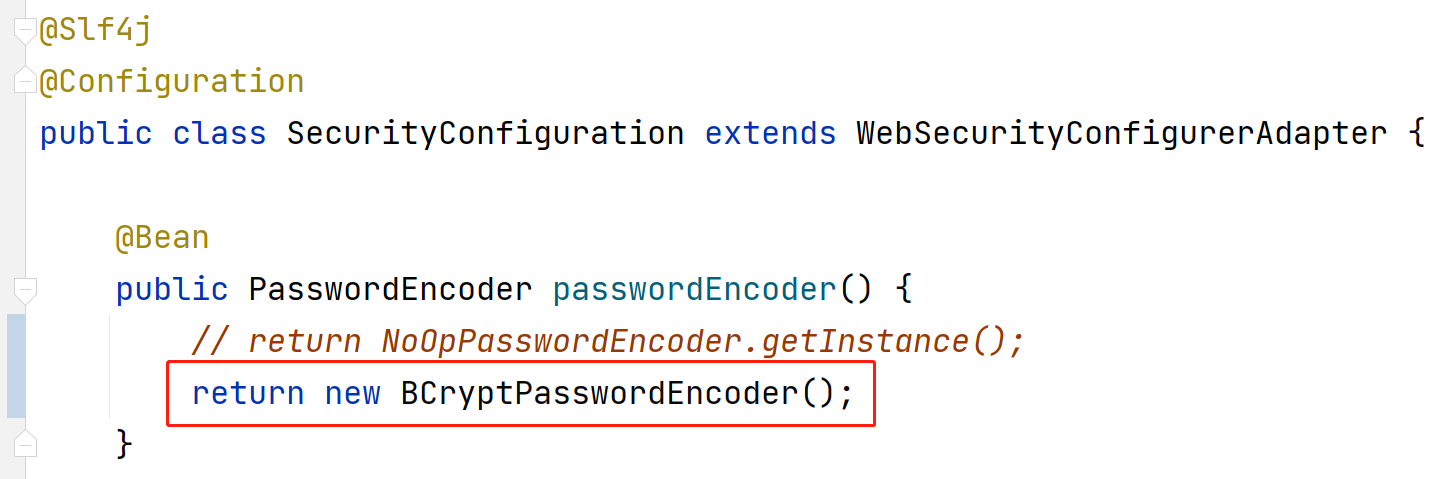 @Slf4j
@Configuration
public class SecurityConfiguration extends WebSecurityConfigurerAdapter {
@Bean
public PasswordEncoder passwordEncoder() {
// return NoOpPasswordEncoder.getInstance();
return new BCryptPasswordEncoder();
}